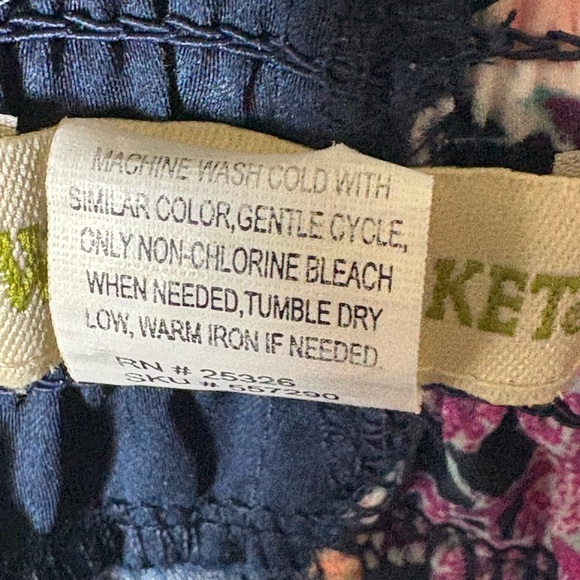 MACHINE WASH COLD WITH
SIMILAR COLOR,GENTLE CYCLE,
ONLY NON-CHLORINE BLEACH
WHEN NEEDED,TUMBLE DRY
LOW, WARM IRON IF NEEDED.
RN # 25326
SKU # 557290
KET